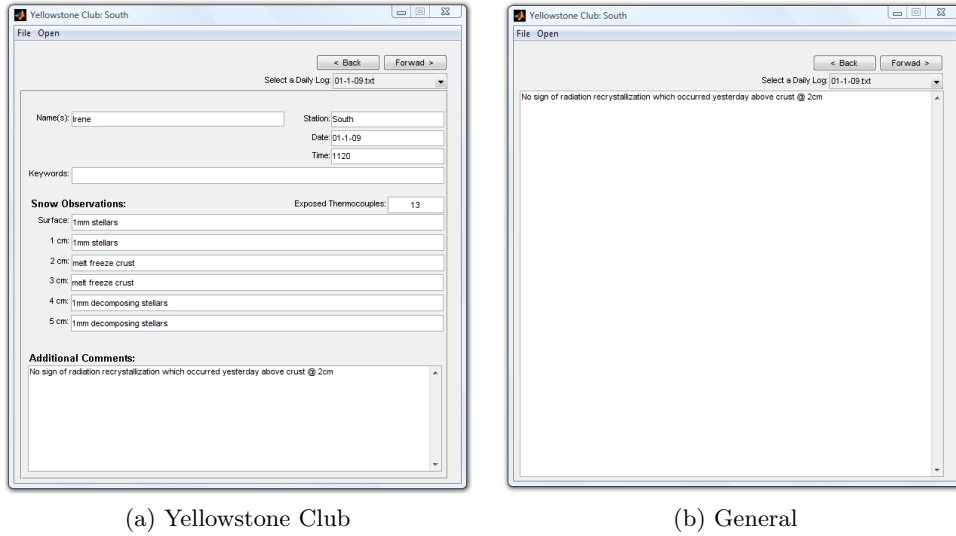 Yellowstone Club: South
File Open
< Back Forwad >
Select a Daily Log: 01-1-09.txt
Name(s): Irene Station: South
Date: 01-1-09
Time: 1120
Keywords:
Snow Observations: Exposed Thermocouples: 13
Surface: 1mm stellars
1 cm: 1mm stellars
2 cm: melt freeze crust
3 cm: melt freeze crust
4 cm: 1mm decomposing stellars
5 cm: 1mm decomposing stellars
Additional Comments:
No sign of radiation recrystallization which occurred yesterday above crust @ 2cm
(a) Yellowstone Club
Yellowstone Club: South
File Open
< Back Forwad >
Select a Daily Log: 01-1-09.txt
No sign of radiation recrystallization which occurred yesterday above crust @ 2cm
(b) General